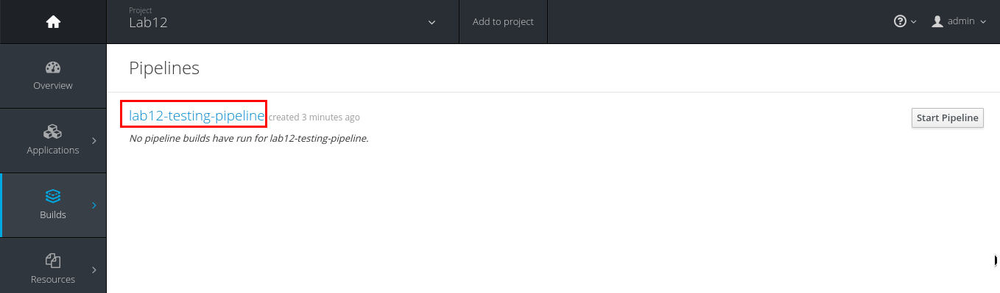 Project
Lab12
Add to project
admin
Overview
Applications
Builds
Resources
Pipelines
lab12-testing-pipeline created 3 minutes ago
Start Pipeline
No pipeline builds have run for lab12-testing-pipeline.